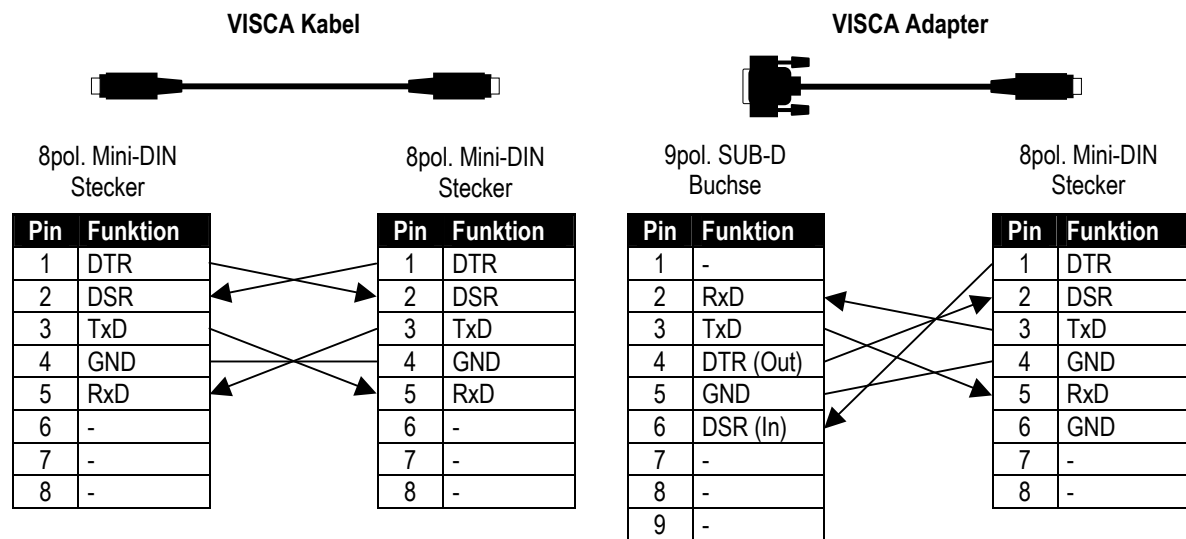 VISCA Kabel
8pol. Mini-DIN
Stecker
Pin Funktion
1 DTR
2 DSR
3 TxD
4 GND
5 RxD
6 -
7 -
8 -
8pol. Mini-DIN
Stecker
Pin Funktion
1 DTR
2 DSR
3 TxD
4 GND
5 RxD
6 -
7 -
8 -
VISCA Adapter
9pol. SUB-D
Buchse
Pin Funktion
1 -
2 RxD
3 TxD
4 DTR (Out)
5 GND
6 DSR (In)
7 -
8 -
9 -
8pol. Mini-DIN
Stecker
Pin Funktion
1 DTR
2 DSR
3 TxD
4 GND
5 RxD
6 GND
7 -
8 -